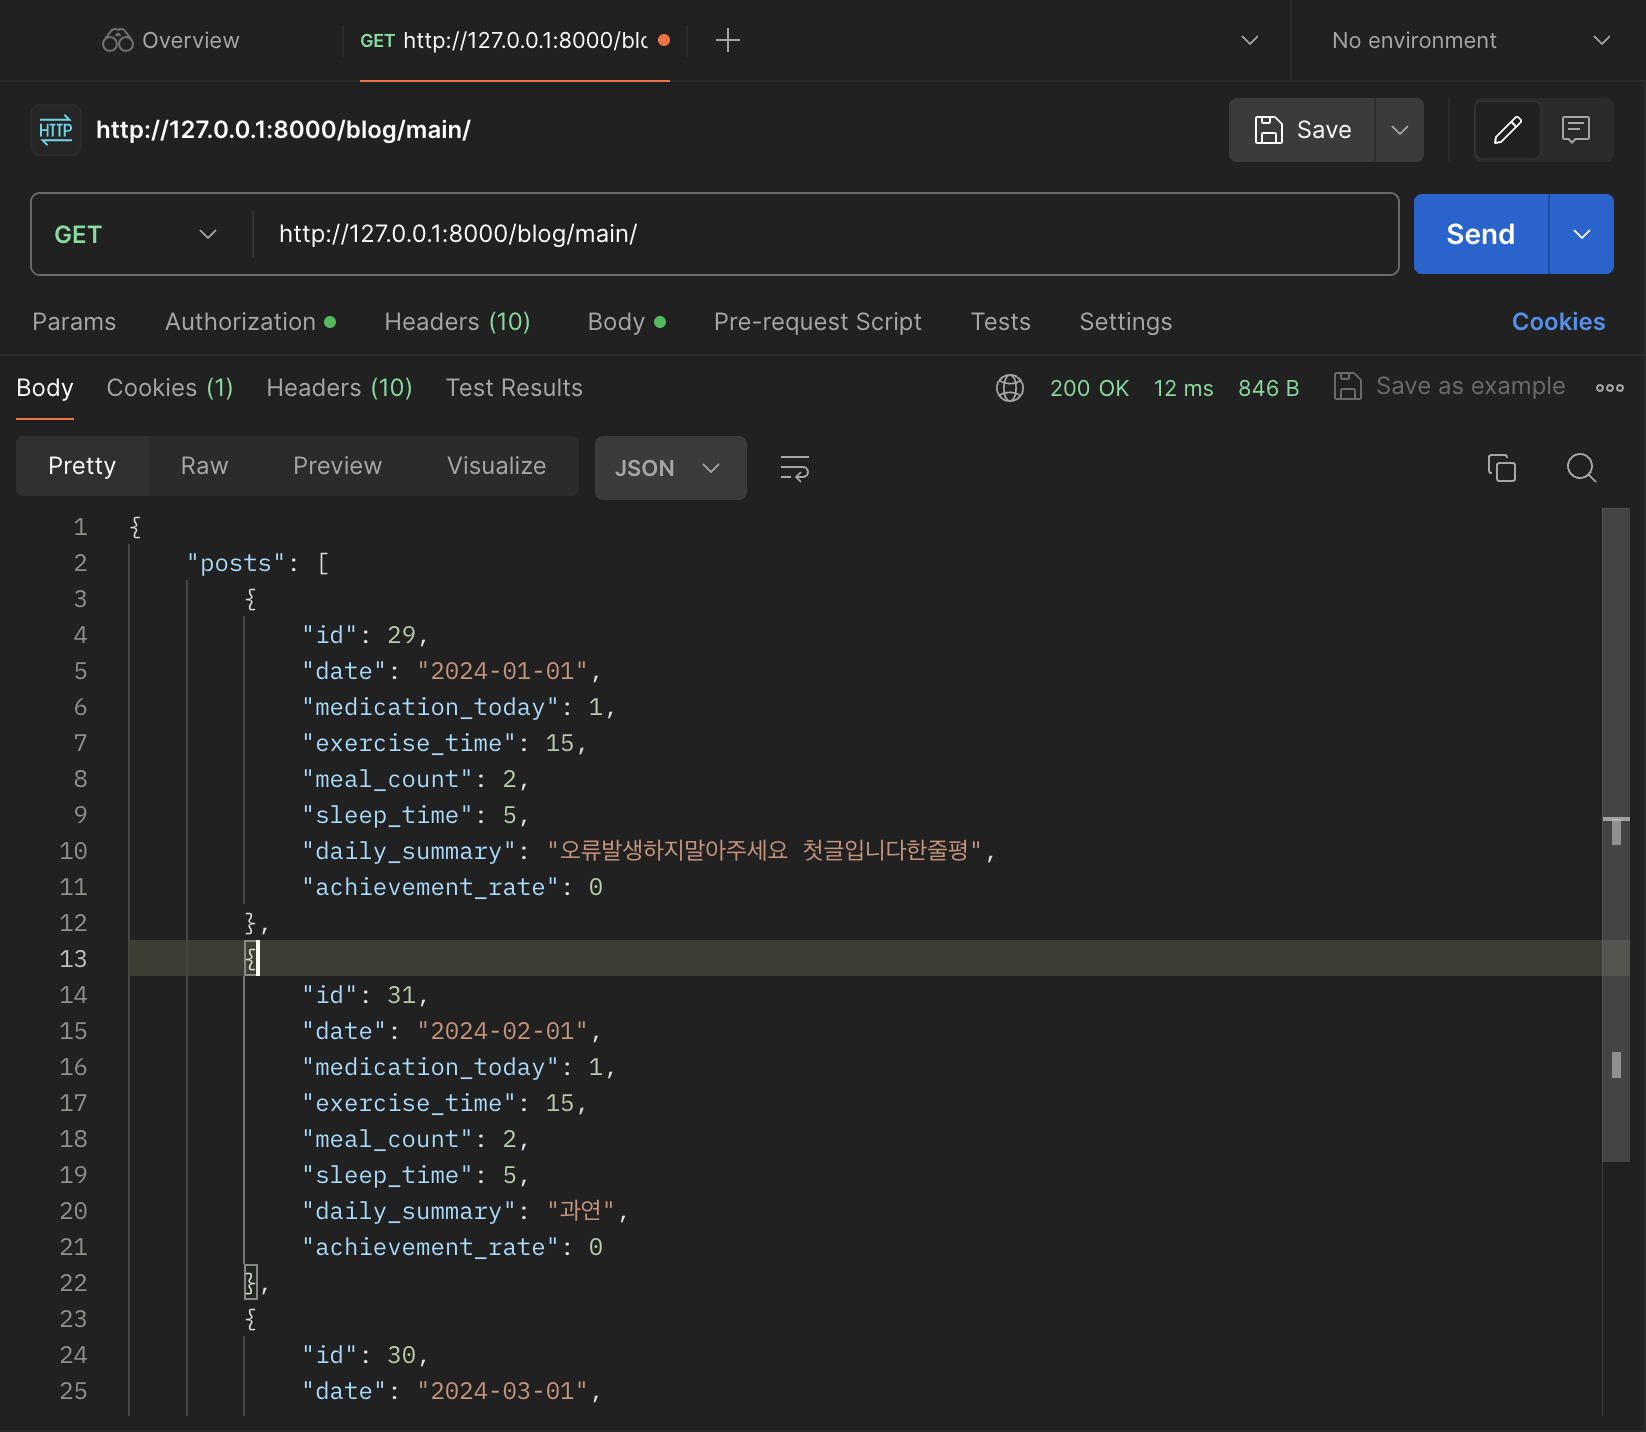 Overview
GET http://127.0.0.1:8000/blc
No environment
HTTP http://127.0.0.1:8000/blog/main/
Save
GET http://127.0.0.1:8000/blog/main/
Send
Params Authorization Headers (10) Body Pre-request Script Tests Settings Cookies
Body Cookies (1) Headers (10) Test Results 200 OK 12 ms 846 B Save as example
Pretty Raw Preview Visualize JSON
1 {
2 "posts": [
3 {
4 "id": 29,
5 "date": "2024-01-01",
6 "medication_today": 1,
7 "exercise_time": 15,
8 "meal_count": 2,
9 "sleep_time": 5,
10 "daily_summary": "오류발생하지말아주세요 첫글입니다한줄평",
11 "achievement_rate": 0
12 },
13 {
14 "id": 31,
15 "date": "2024-02-01",
16 "medication_today": 1,
17 "exercise_time": 15,
18 "meal_count": 2,
19 "sleep_time": 5,
20 "daily_summary": "과연",
21 "achievement_rate": 0
22 },
23 {
24 "id": 30,
25 "date": "2024-03-01",